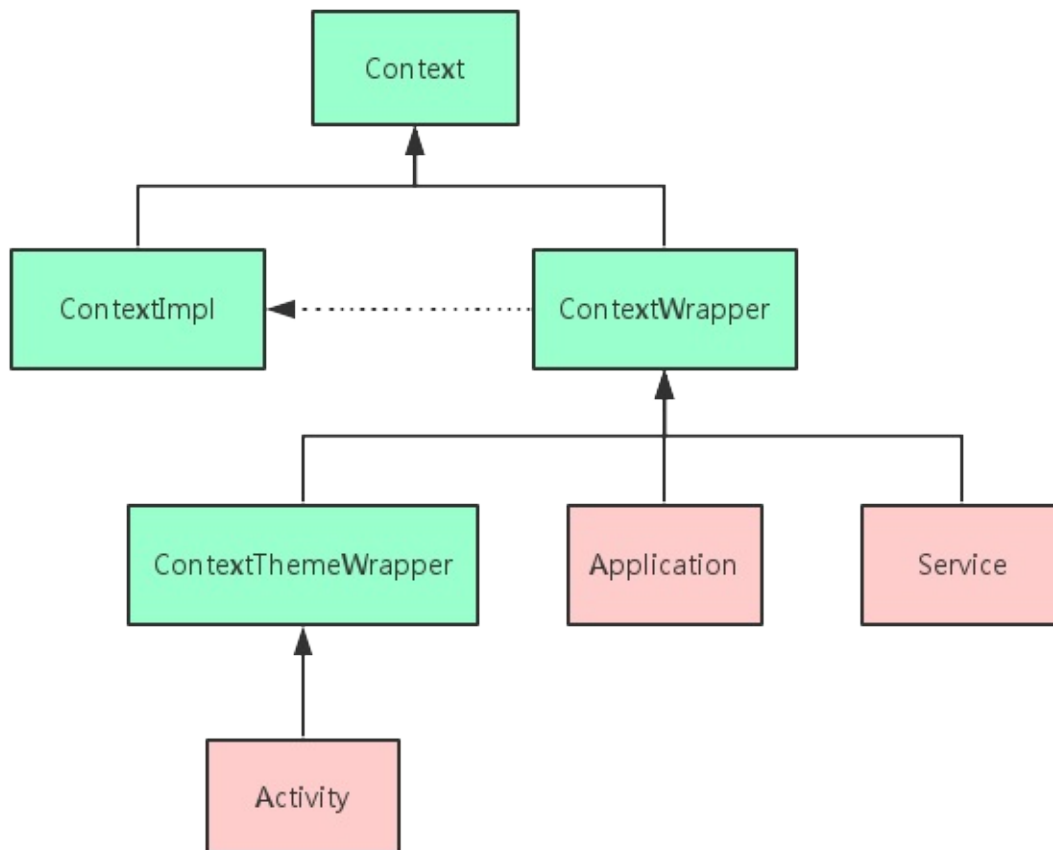 Context
ContextImpl
ContextWrapper
ContextThemeWrapper
Application
Service
Activity